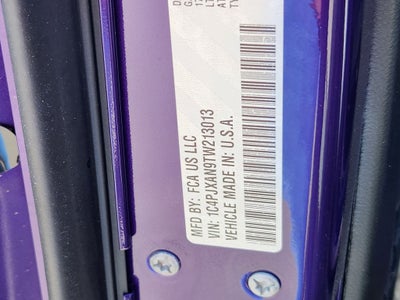 MFD BY: FCA US LLC
VIN: 1C4PJXAN9TW213013
VEHICLE MADE IN: U.S.A.